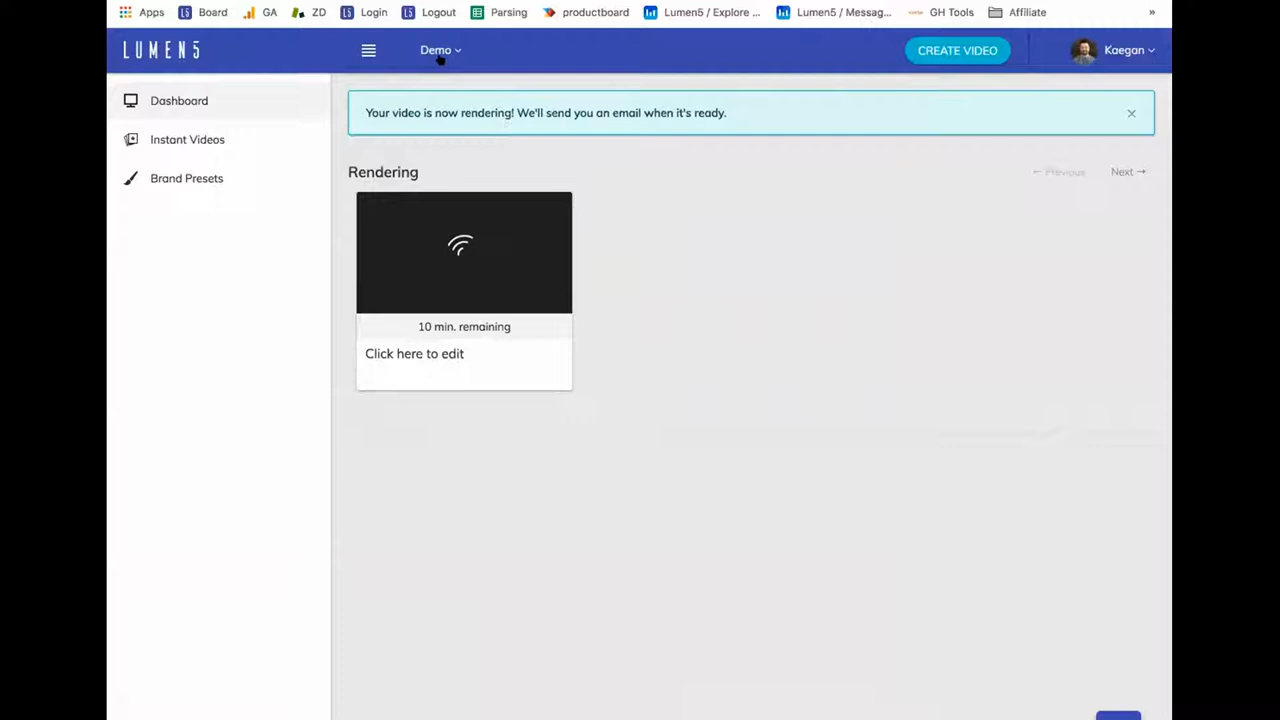 Apps Board GA ZD Login Logout Parsing productboard Lumen5 / Explore ... Lumen5 / Messag... GH Tools Affiliate »
LUMEN5 Demo CREATE VIDEO Kaegan
Dashboard
Instant Videos
Brand Presets
Your video is now rendering! We'll send you an email when it's ready.
Rendering
← Previous Next →
10 min. remaining
Click here to edit